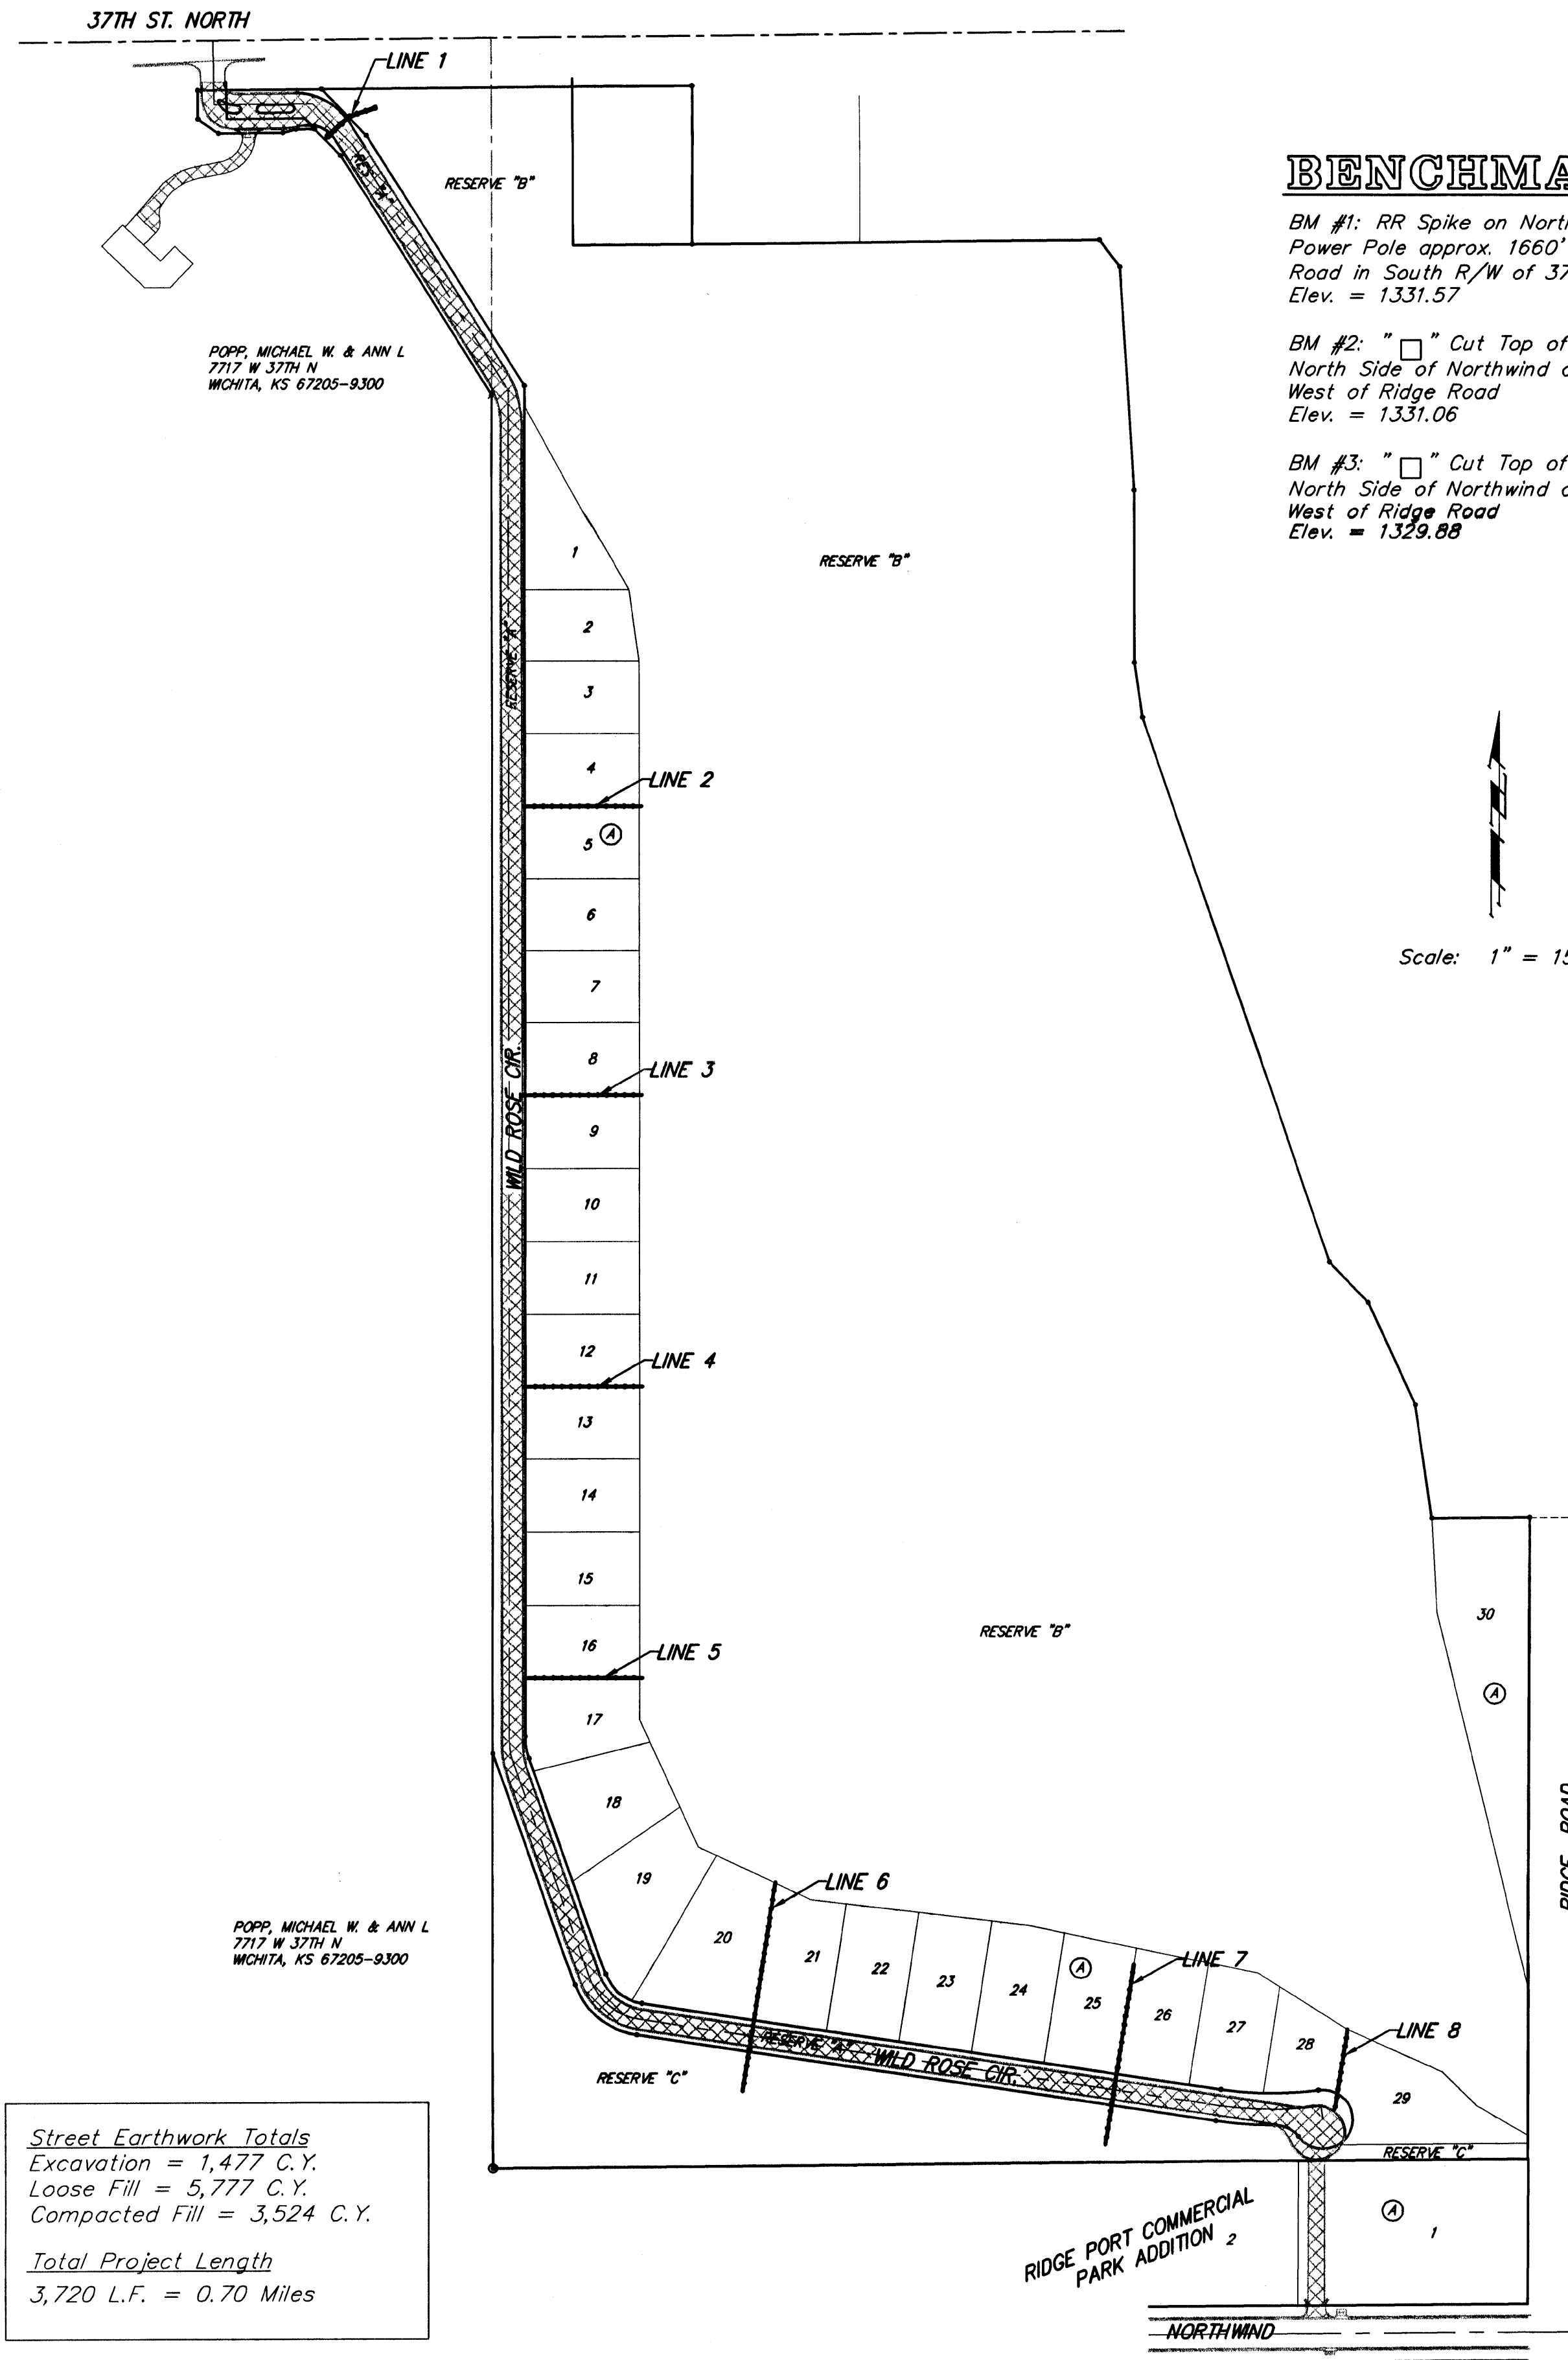 37TH ST. NORTH
LINE 1
RES "A"
RESERVE "B"
BENCHMA
BM #1: RR Spike on North
Power Pole approx. 1660'
Road in South R/W of 37
Elev. = 1331.57
BM #2: "□" Cut Top of
North Side of Northwind
West of Ridge Road
Elev. = 1331.06
BM #3: "□" Cut Top of
North Side of Northwind
West of Ridge Road
Elev. = 1329.88
POPP, MICHAEL W. & ANN L
7717 W 37TH N
WICHITA, KS 67205-9300
RESERVE "B"
1
2
RESERVE "A"
3
4
LINE 2
5 A
6
7
8
LINE 3
WILD ROSE CIR.
9
10
11
12
LINE 4
13
14
15
16
LINE 5
17
18
19
20
Scale: 1" = 15
RESERVE "B"
30
A
RIDGE ROAD
LINE 6
21
22
23
24
A
25
LINE 7
26
27
28
LINE 8
29
RESERVE "A" WILD ROSE CIR.
RESERVE "C"
RESERVE "C"
POPP, MICHAEL W. & ANN L
7717 W 37TH N
WICHITA, KS 67205-9300
Street Earthwork Totals
Excavation = 1,477 C.Y.
Loose Fill = 5,777 C.Y.
Compacted Fill = 3,524 C.Y.
Total Project Length
3,720 L.F. = 0.70 Miles
RIDGE PORT COMMERCIAL
PARK ADDITION
2
A
1
NORTHWIND